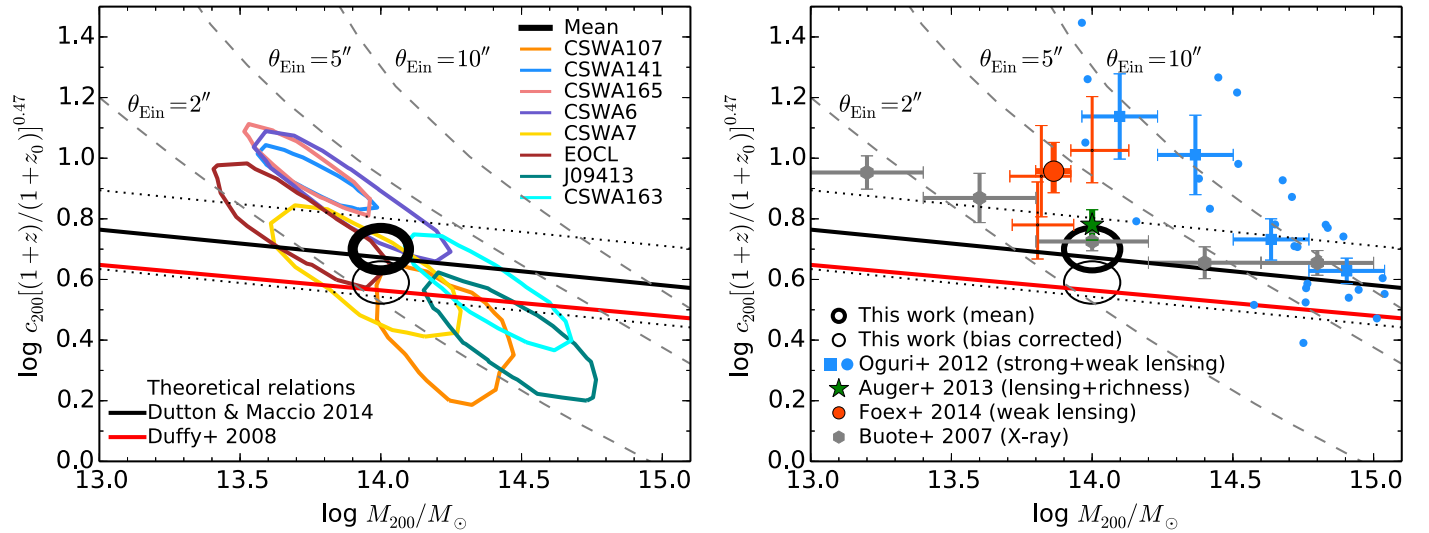 log c₂₀₀[(1+z)/(1+z₀)]^0.47
1.4
1.2
1.0
0.8
0.6
0.4
0.2
0.0
θ_Ein=2″
θ_Ein=5″
θ_Ein=10″
Mean
CSWA107
CSWA141
CSWA165
CSWA6
CSWA7
EOCL
J09413
CSWA163
Theoretical relations
Dutton & Maccio 2014
Duffy+ 2008
13.0 13.5 14.0 14.5 15.0
log M₂₀₀/M☉
log c₂₀₀[(1+z)/(1+z₀)]^0.47
1.4
1.2
1.0
0.8
0.6
0.4
0.2
0.0
θ_Ein=2″
θ_Ein=5″
θ_Ein=10″
This work (mean)
This work (bias corrected)
Oguri+ 2012 (strong+weak lensing)
Auger+ 2013 (lensing+richness)
Foex+ 2014 (weak lensing)
Buote+ 2007 (X-ray)
13.0 13.5 14.0 14.5 15.0
log M₂₀₀/M☉